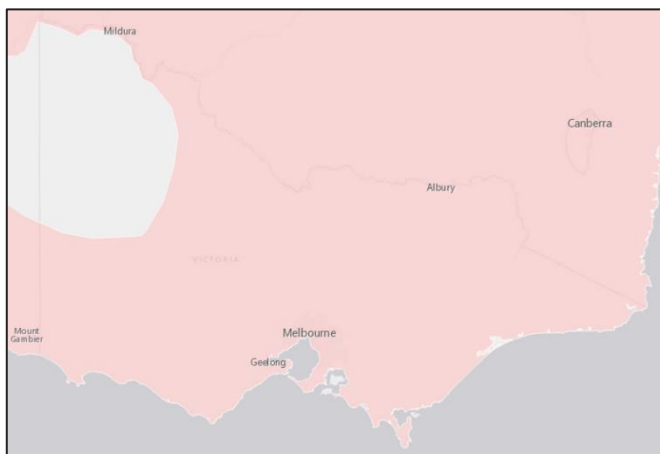 Mildura
Canberra
Albury
VICTORIA
Mount
Gambier
Melbourne
Geelong